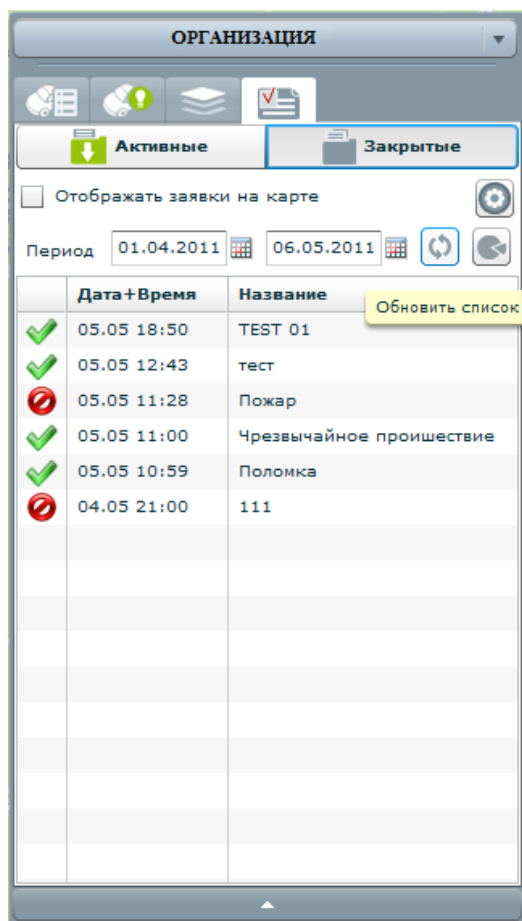 ОРГАНИЗАЦИЯ
Активные Закрытые
Отображать заявки на карте
Период 01.04.2011 06.05.2011
Дата+Время Название
Обновить список
05.05 18:50 TEST 01
05.05 12:43 тест
05.05 11:28 Пожар
05.05 11:00 Чрезвычайное проишествие
05.05 10:59 Поломка
04.05 21:00 111